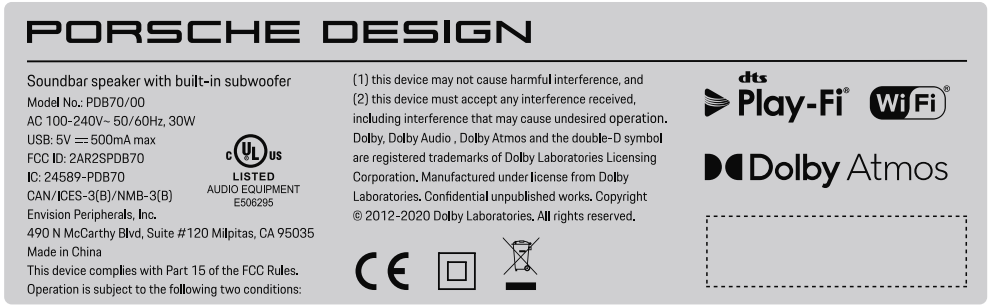 PORSCHE DESIGN
Soundbar speaker with built-in subwoofer
Model No.: PDB70/00
AC 100-240V~ 50/60Hz, 30W
USB: 5V ⎓ 500mA max
FCC ID: 2AR2SPDB70
IC: 24589-PDB70
CAN/ICES-3(B)/NMB-3(B)
Envision Peripherals, Inc.
490 N McCarthy Blvd, Suite #120 Milpitas, CA 95035
Made in China
This device complies with Part 15 of the FCC Rules.
Operation is subject to the following two conditions:
c UL US
LISTED
AUDIO EQUIPMENT
E506295
(1) this device may not cause harmful interference, and
(2) this device must accept any interference received,
including interference that may cause undesired operation.
Dolby, Dolby Audio , Dolby Atmos and the double-D symbol
are registered trademarks of Dolby Laboratories Licensing
Corporation. Manufactured under license from Dolby
Laboratories. Confidential unpublished works. Copyright
© 2012-2020 Dolby Laboratories. All rights reserved.
CE
dts
Play-Fi®
WiFi®
Dolby Atmos